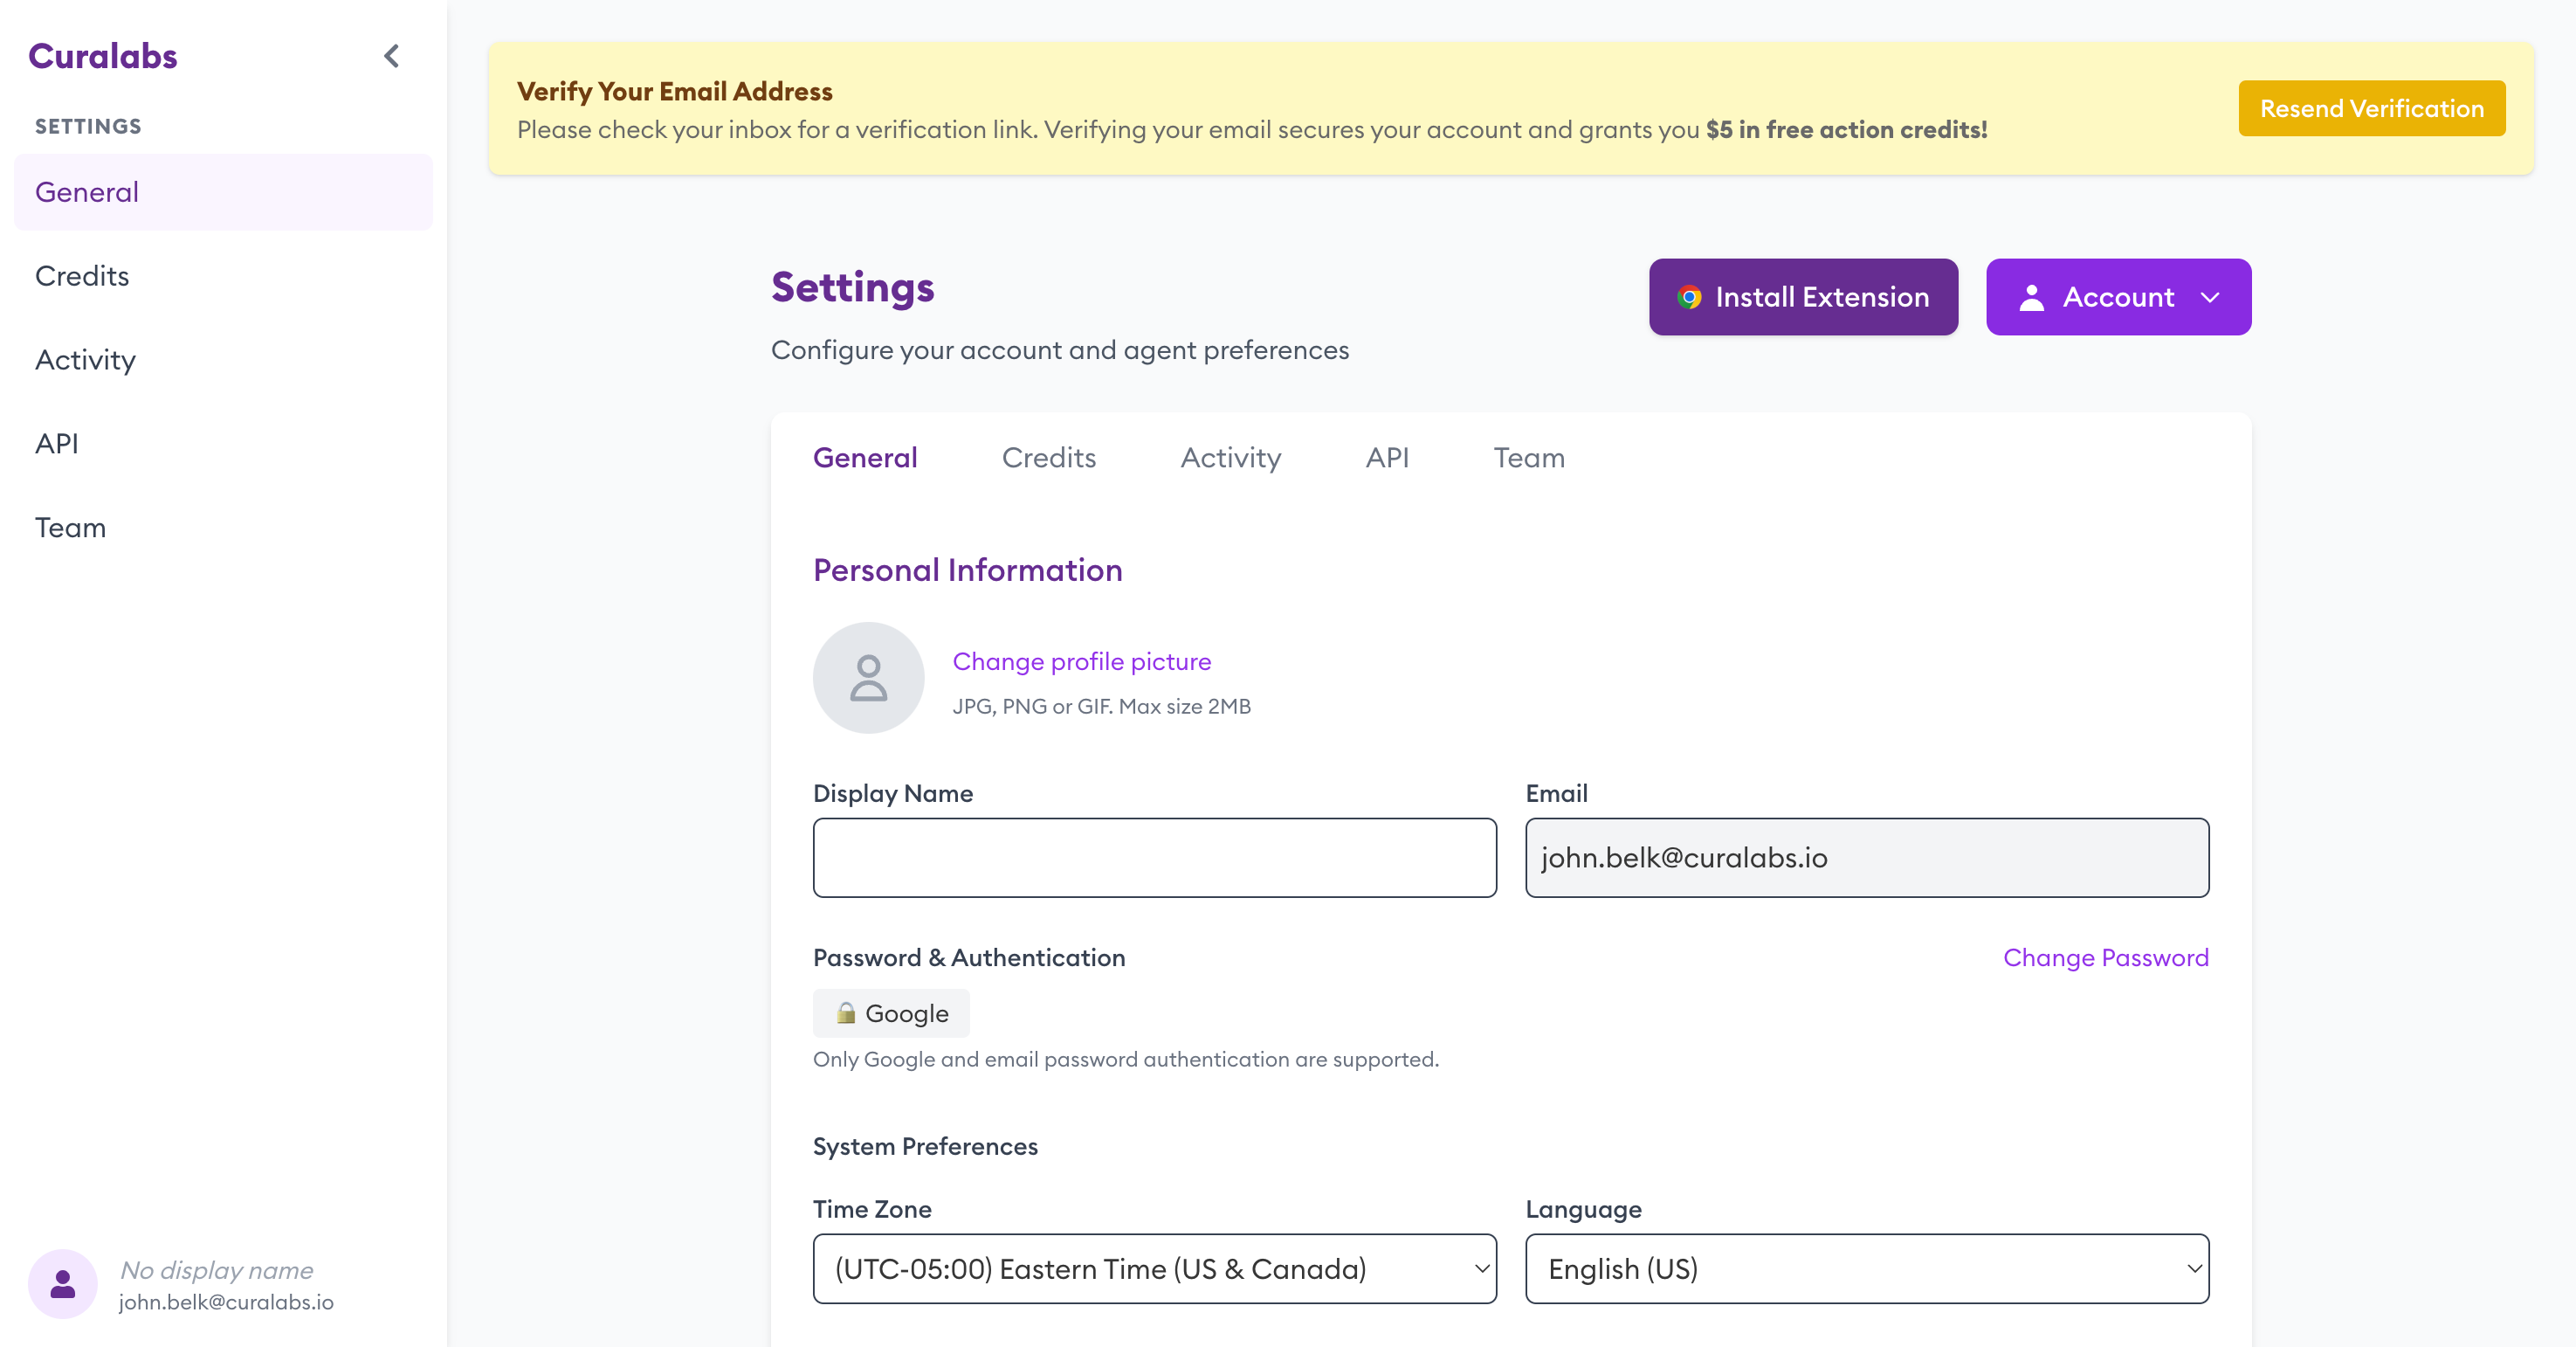 Curalabs
SETTINGS
General
Credits
Activity
API
Team
No display name
john.belk@curalabs.io
Verify Your Email Address
Please check your inbox for a verification link. Verifying your email secures your account and grants you $5 in free action credits!
Resend Verification
Settings
Configure your account and agent preferences
Install Extension
Account
General Credits Activity API Team
Personal Information
Change profile picture
JPG, PNG or GIF. Max size 2MB
Display Name
Email
john.belk@curalabs.io
Password & Authentication
Change Password
Google
Only Google and email password authentication are supported.
System Preferences
Time Zone
(UTC-05:00) Eastern Time (US & Canada)
Language
English (US)